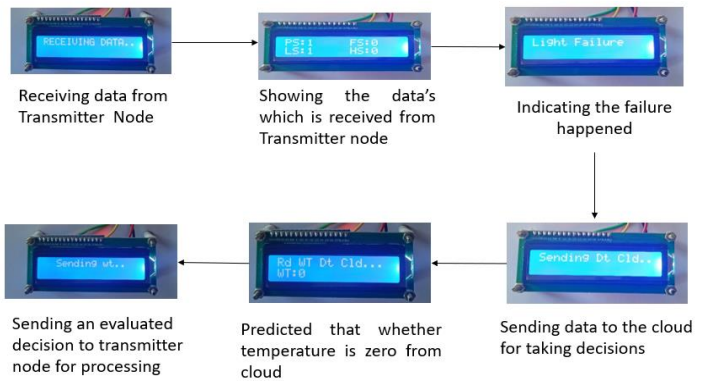 RECEIVING DATA..
Receiving data from
Transmitter Node
PS:1 FS:0
LS:1 HS:0
Showing the data's
which is received from
Transmitter node
Light Failure
Indicating the failure
happened
Sending Dt Cld...
Sending data to the cloud
for taking decisions
Rd WT Dt Cld...
WT:0
Predicted that whether
temperature is zero from
cloud
Sending wt..
Sending an evaluated
decision to transmitter
node for processing